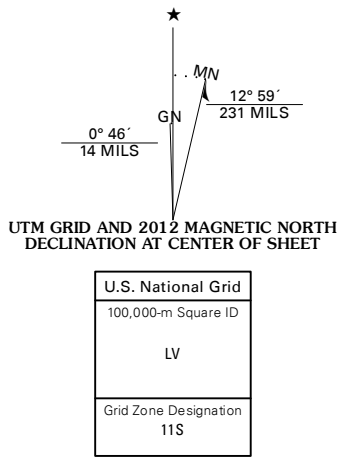 MN
12° 59´
231 MILS
GN
0° 46´
14 MILS
UTM GRID AND 2012 MAGNETIC NORTH
DECLINATION AT CENTER OF SHEET
U.S. National Grid
100,000-m Square ID
LV
Grid Zone Designation
11S